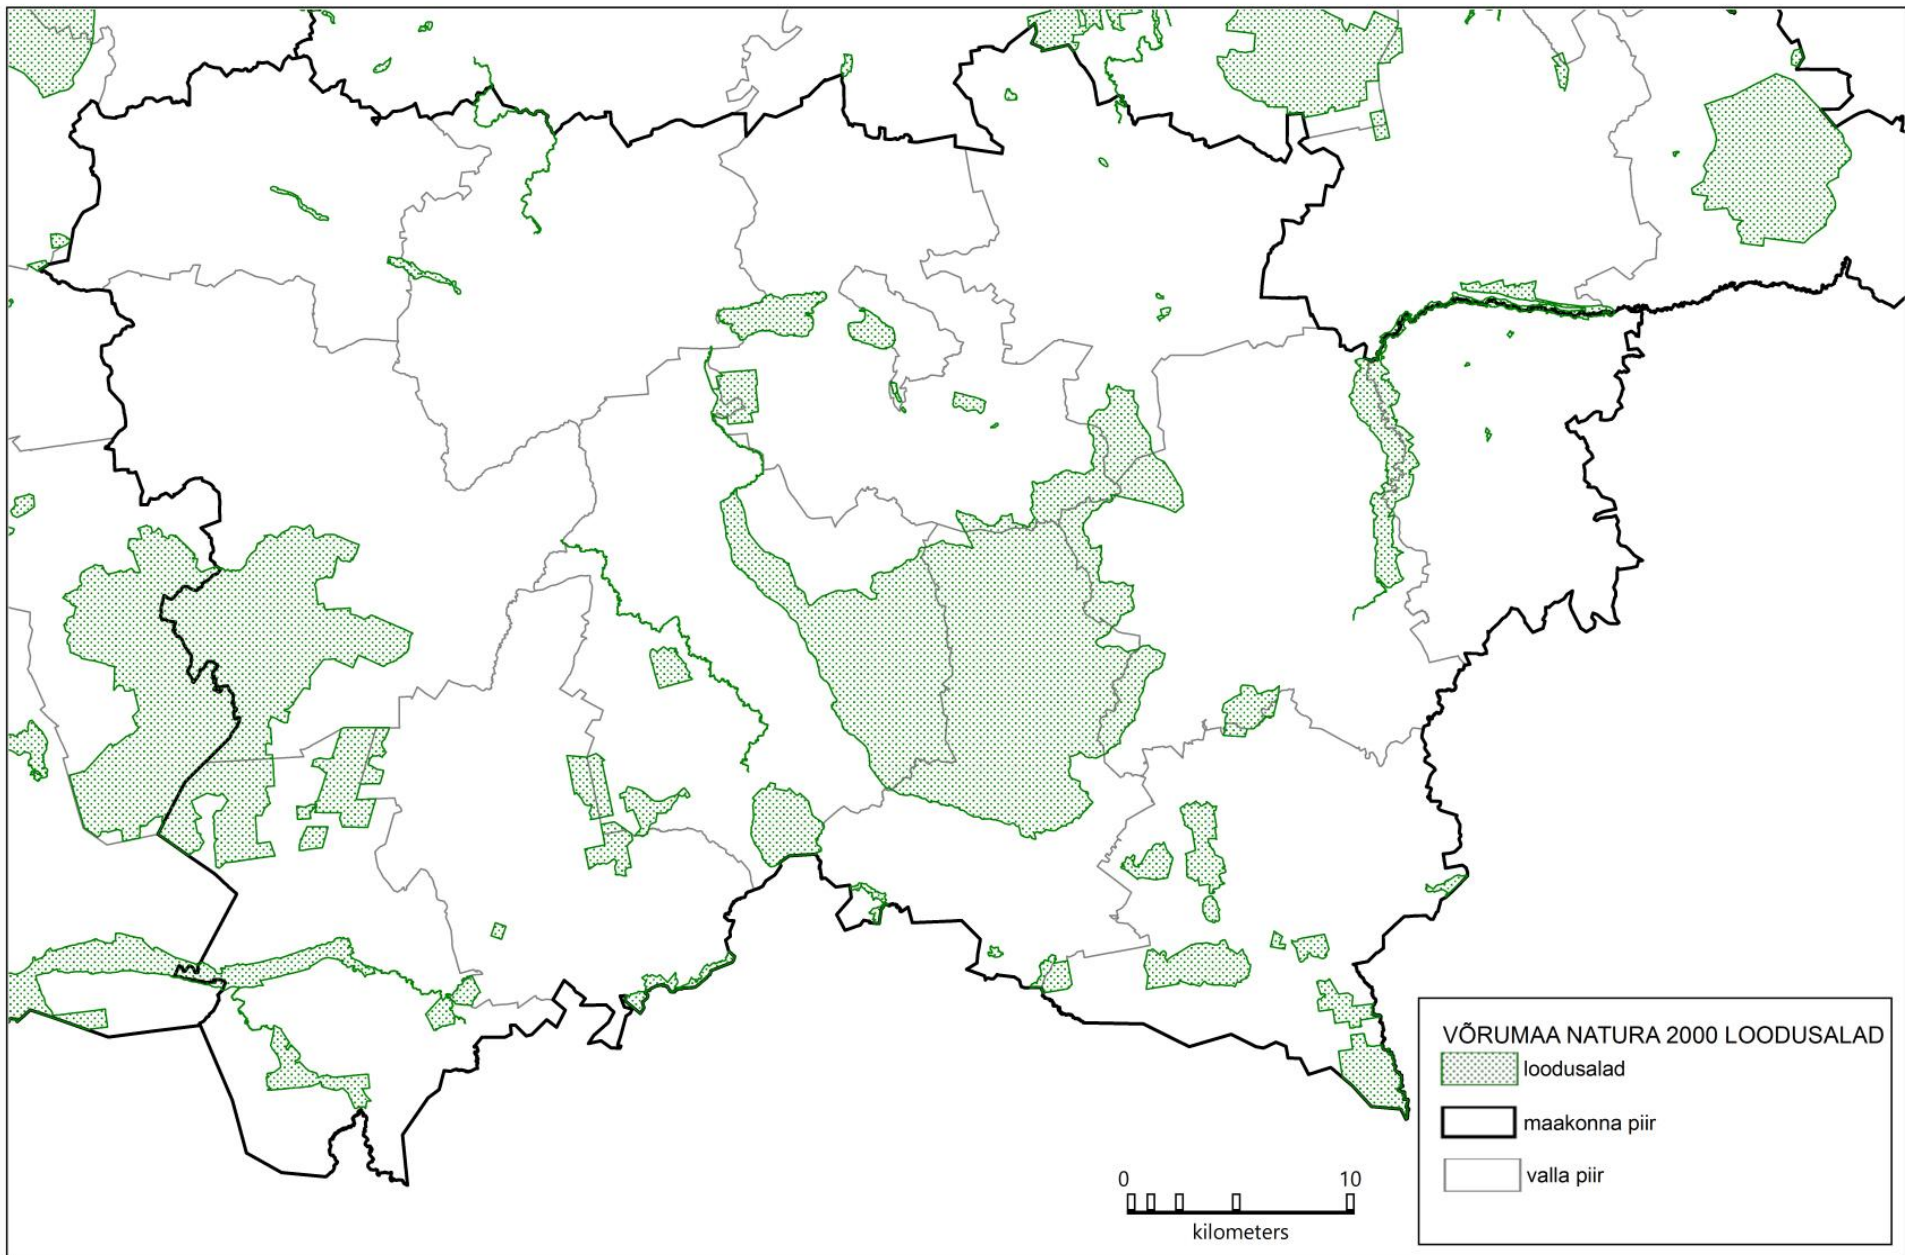 VÕRUMAA NATURA 2000 LOODUSALAD
loodusalad
maakonna piir
valla piir
0 10
kilometers